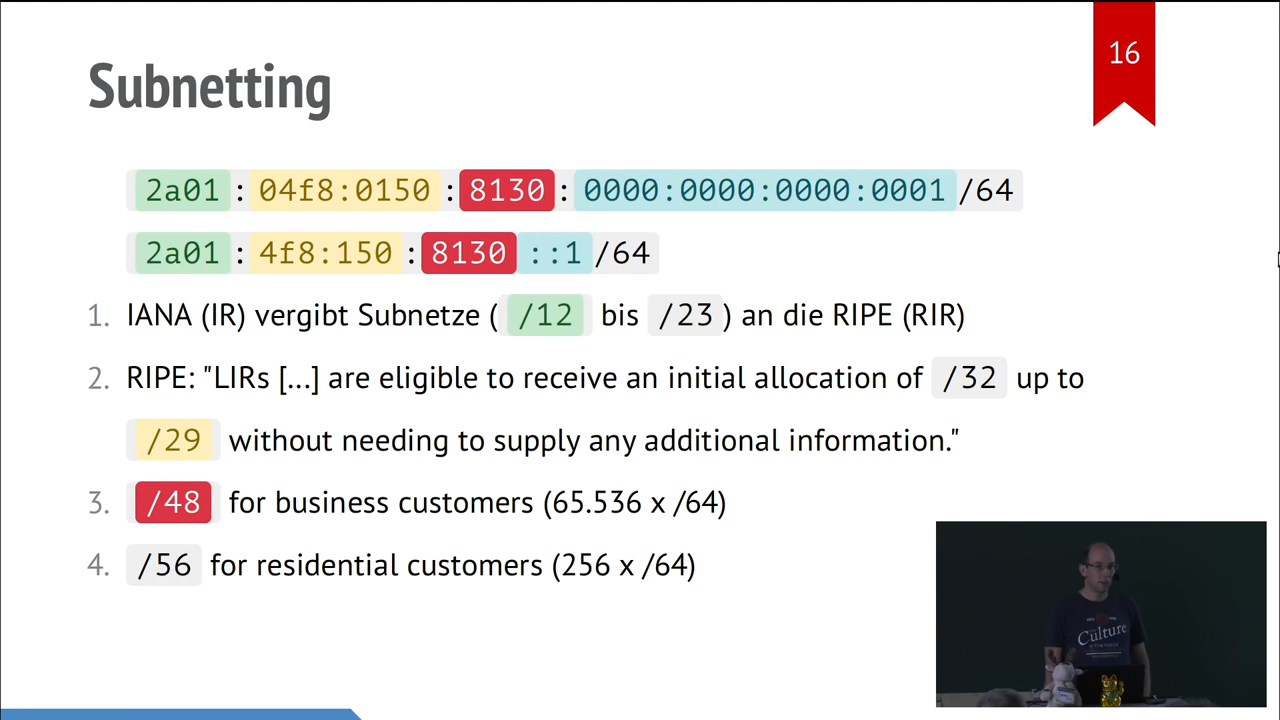 16
Subnetting
2a01:04f8:0150:8130:0000:0000:0000:0001/64
2a01:4f8:150:8130::1/64
1. IANA (IR) vergibt Subnetze (/12 bis /23) an die RIPE (RIR)
2. RIPE: "LIRs [...] are eligible to receive an initial allocation of /32 up to
/29 without needing to supply any additional information."
3. /48 for business customers (65.536 x /64)
4. /56 for residential customers (256 x /64)
Culture